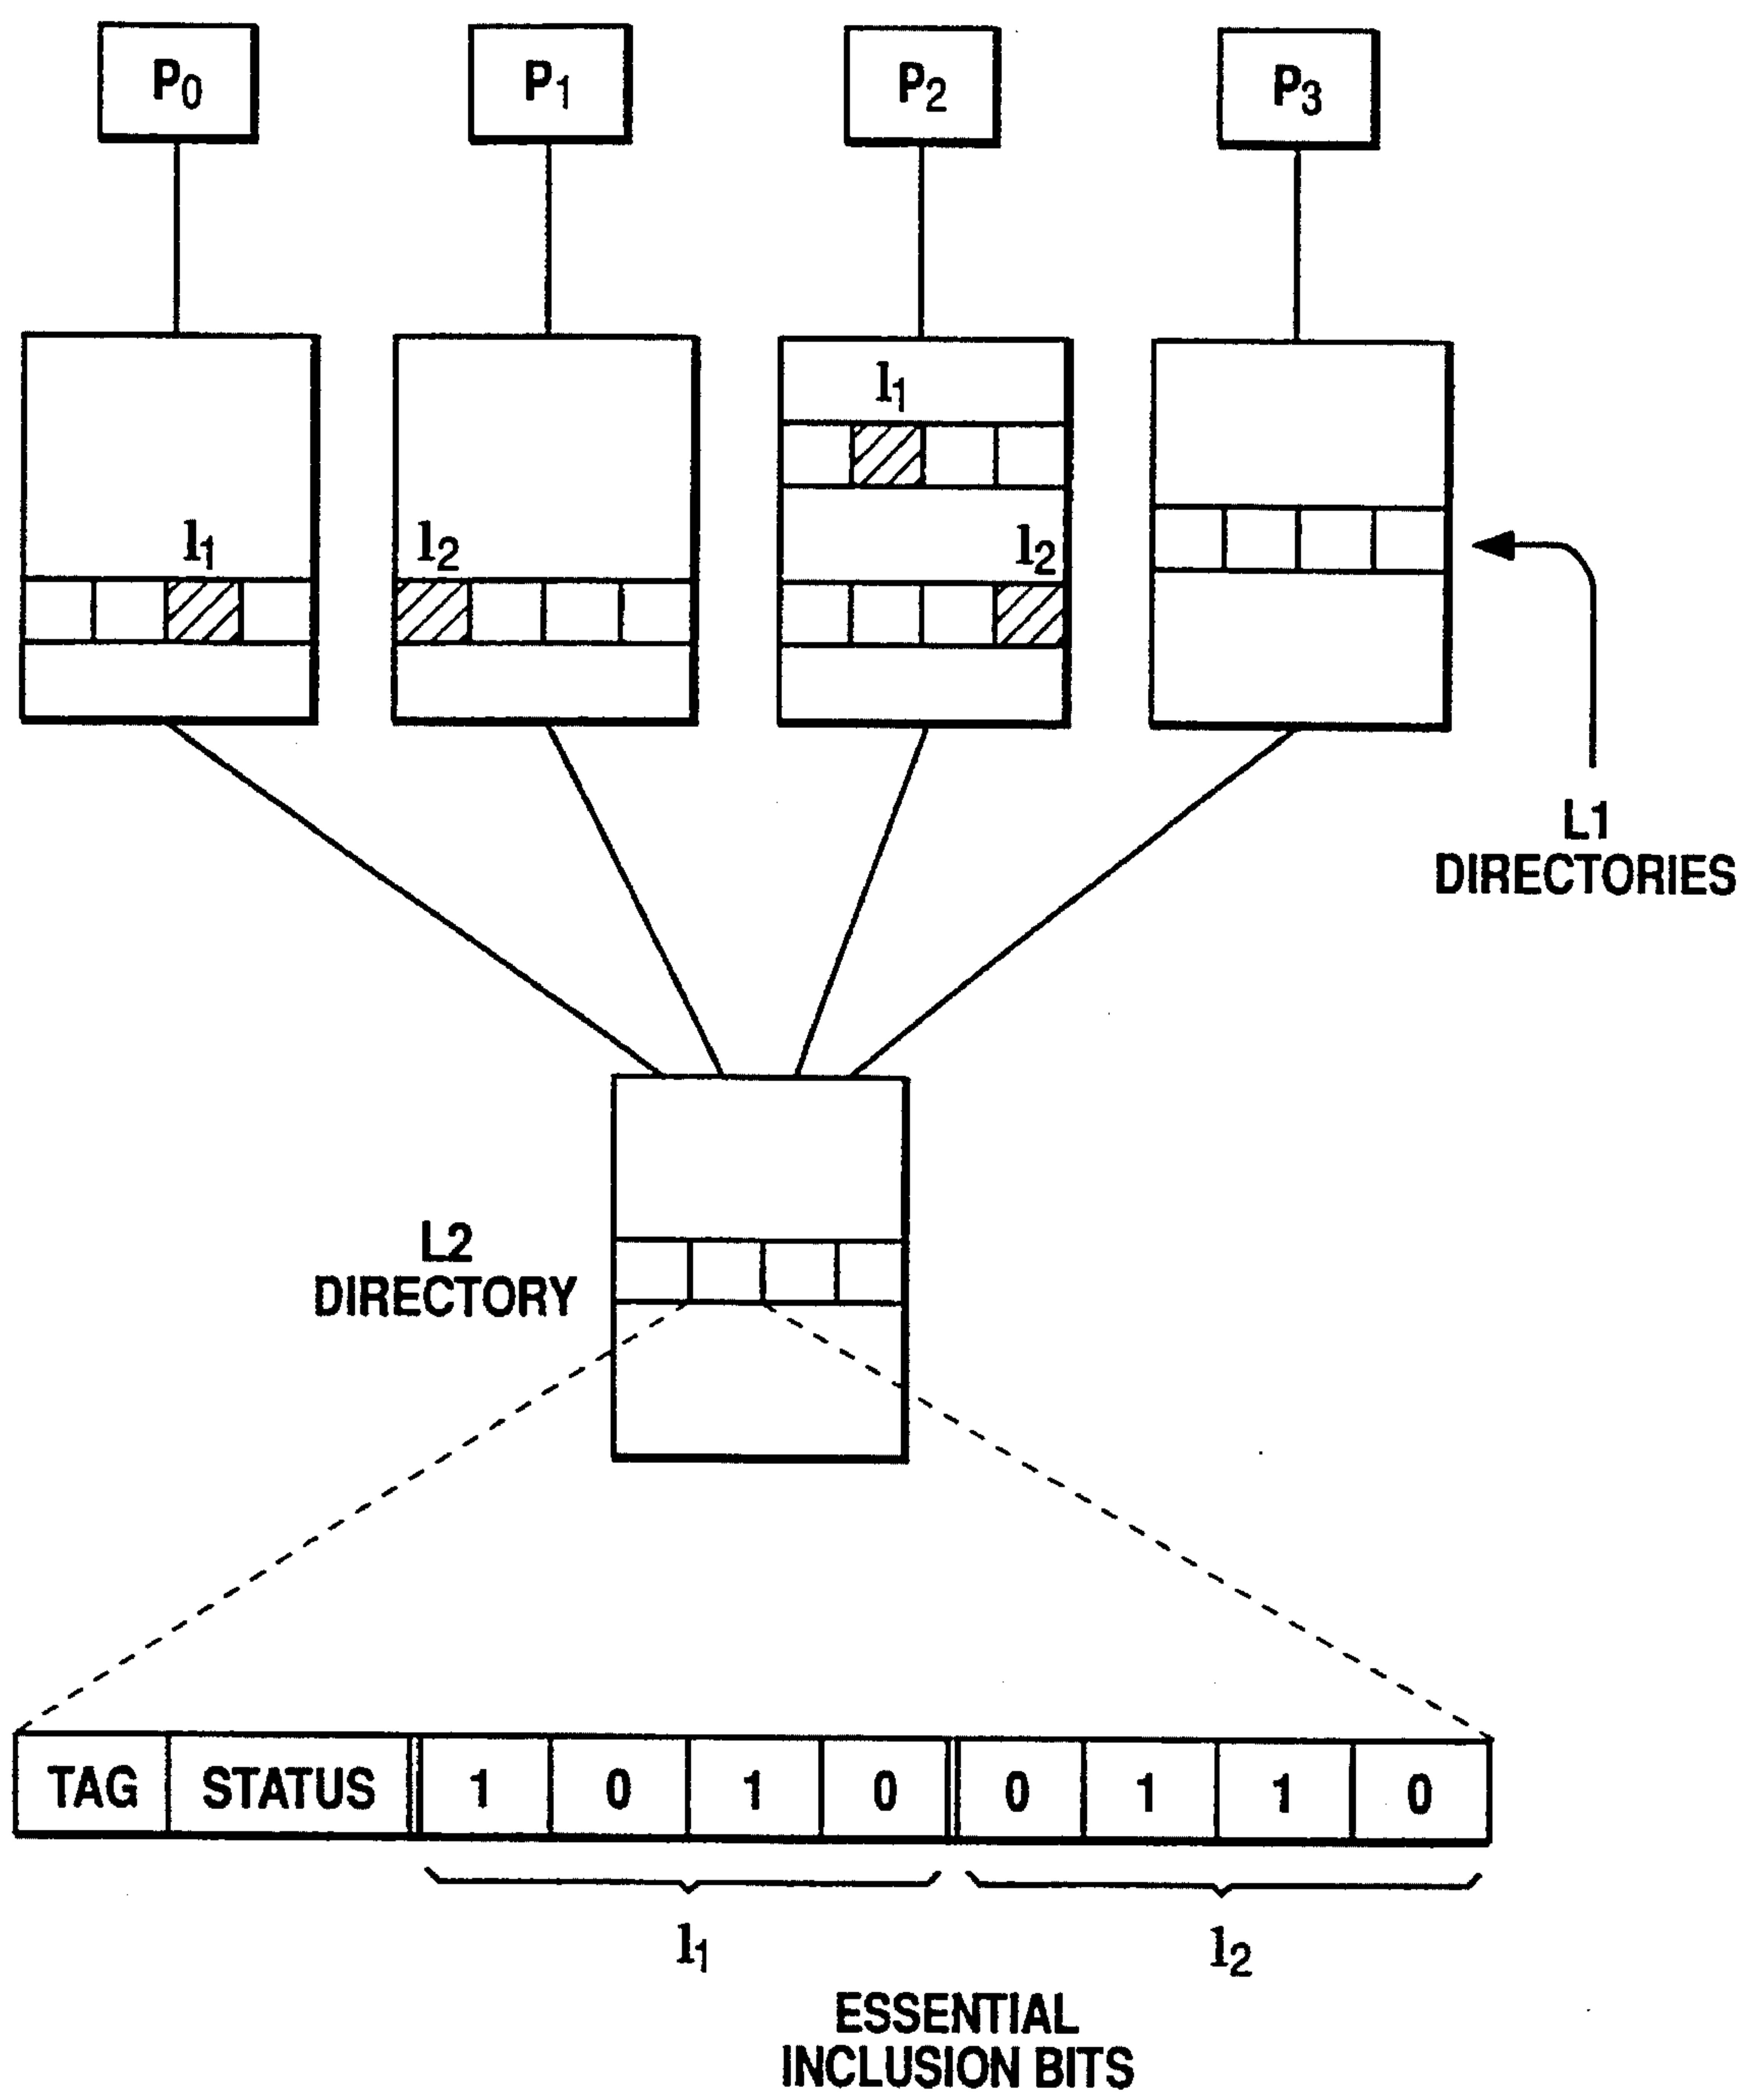 P0 P1 P2 P3
l1
l2
l1
l2
L1
DIRECTORIES
L2
DIRECTORY
TAG STATUS 1 0 1 0 0 1 1 0
l1 l2
ESSENTIAL
INCLUSION BITS